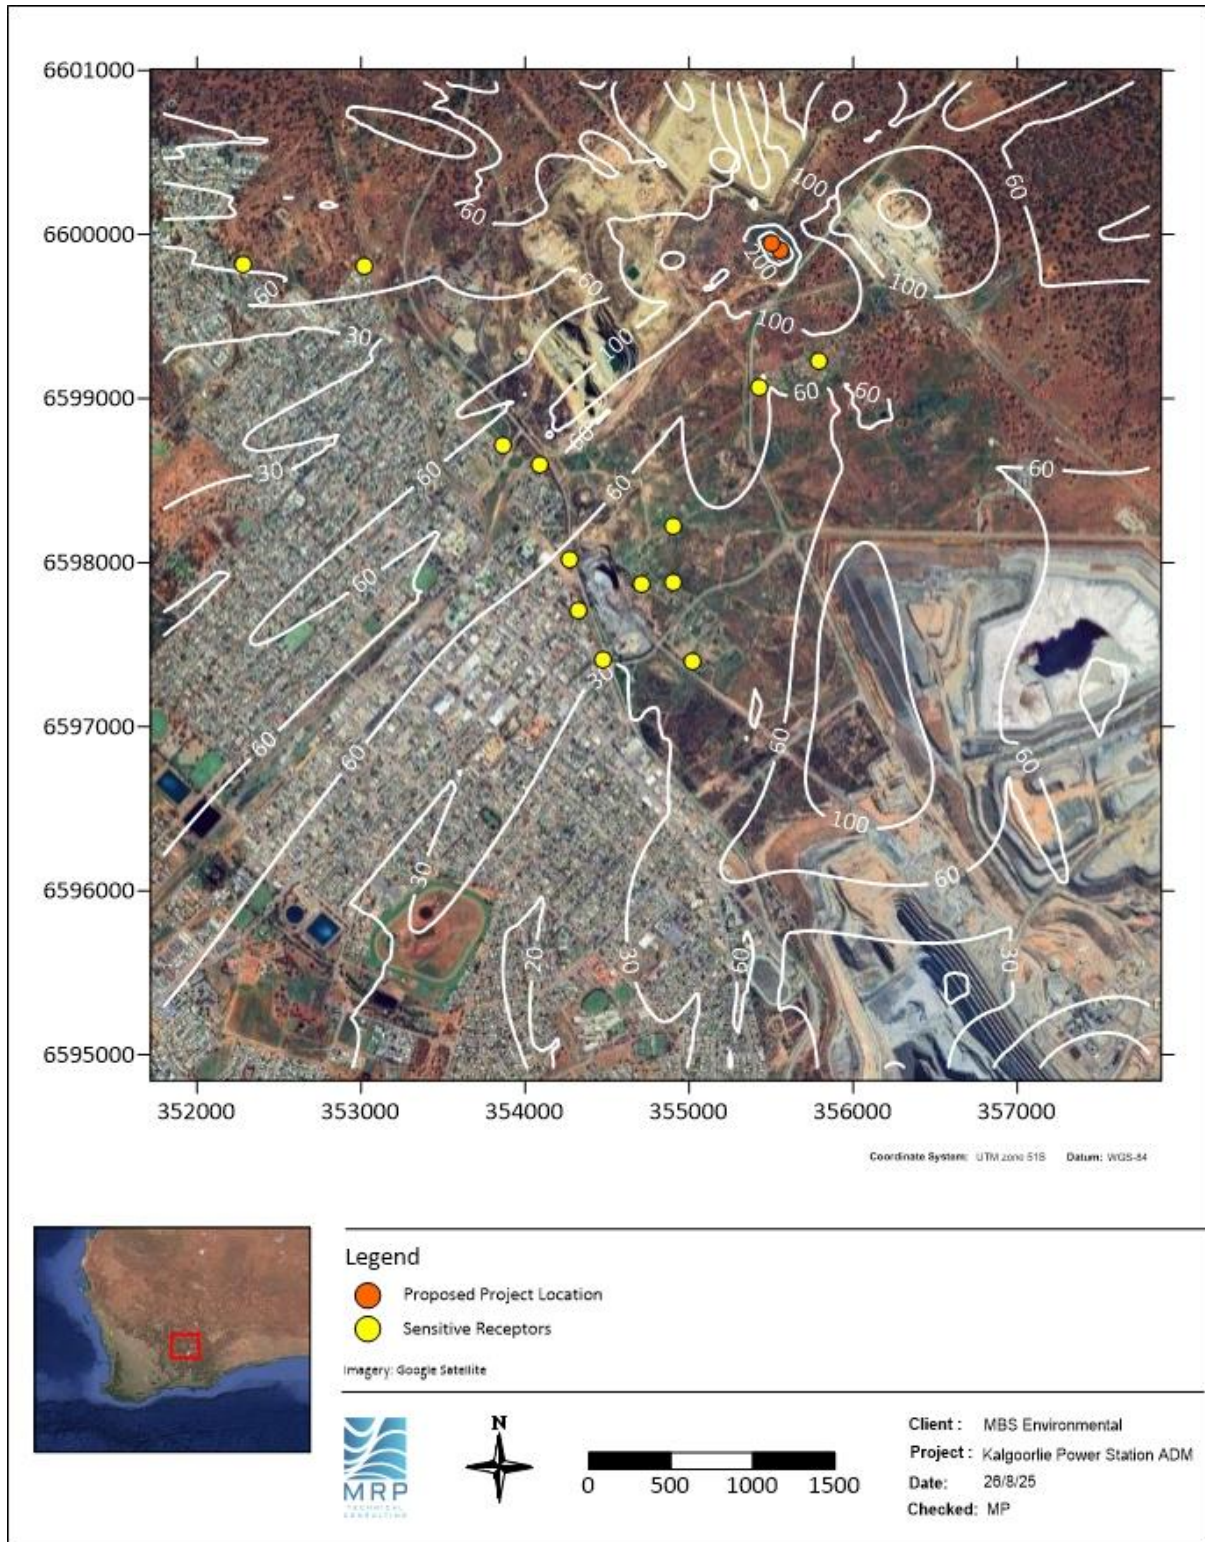 6601000
6600000
6599000
6598000
6597000
6596000
6595000
352000 353000 354000 355000 356000 357000
60
100
60
200
60
60
100
100
30
100
60
60
60
60
30
60
60
60
30
60
60
60
60
100
30
60
20
30
60
30
Coordinate System: UTM zone 51S Datum: WGS-84
Legend
Proposed Project Location
Sensitive Receptors
Imagery: Google Satellite
MRP
TECHNICAL
CONSULTING
N
0 500 1000 1500
Client : MBS Environmental
Project : Kalgoorlie Power Station ADM
Date: 26/8/25
Checked: MP